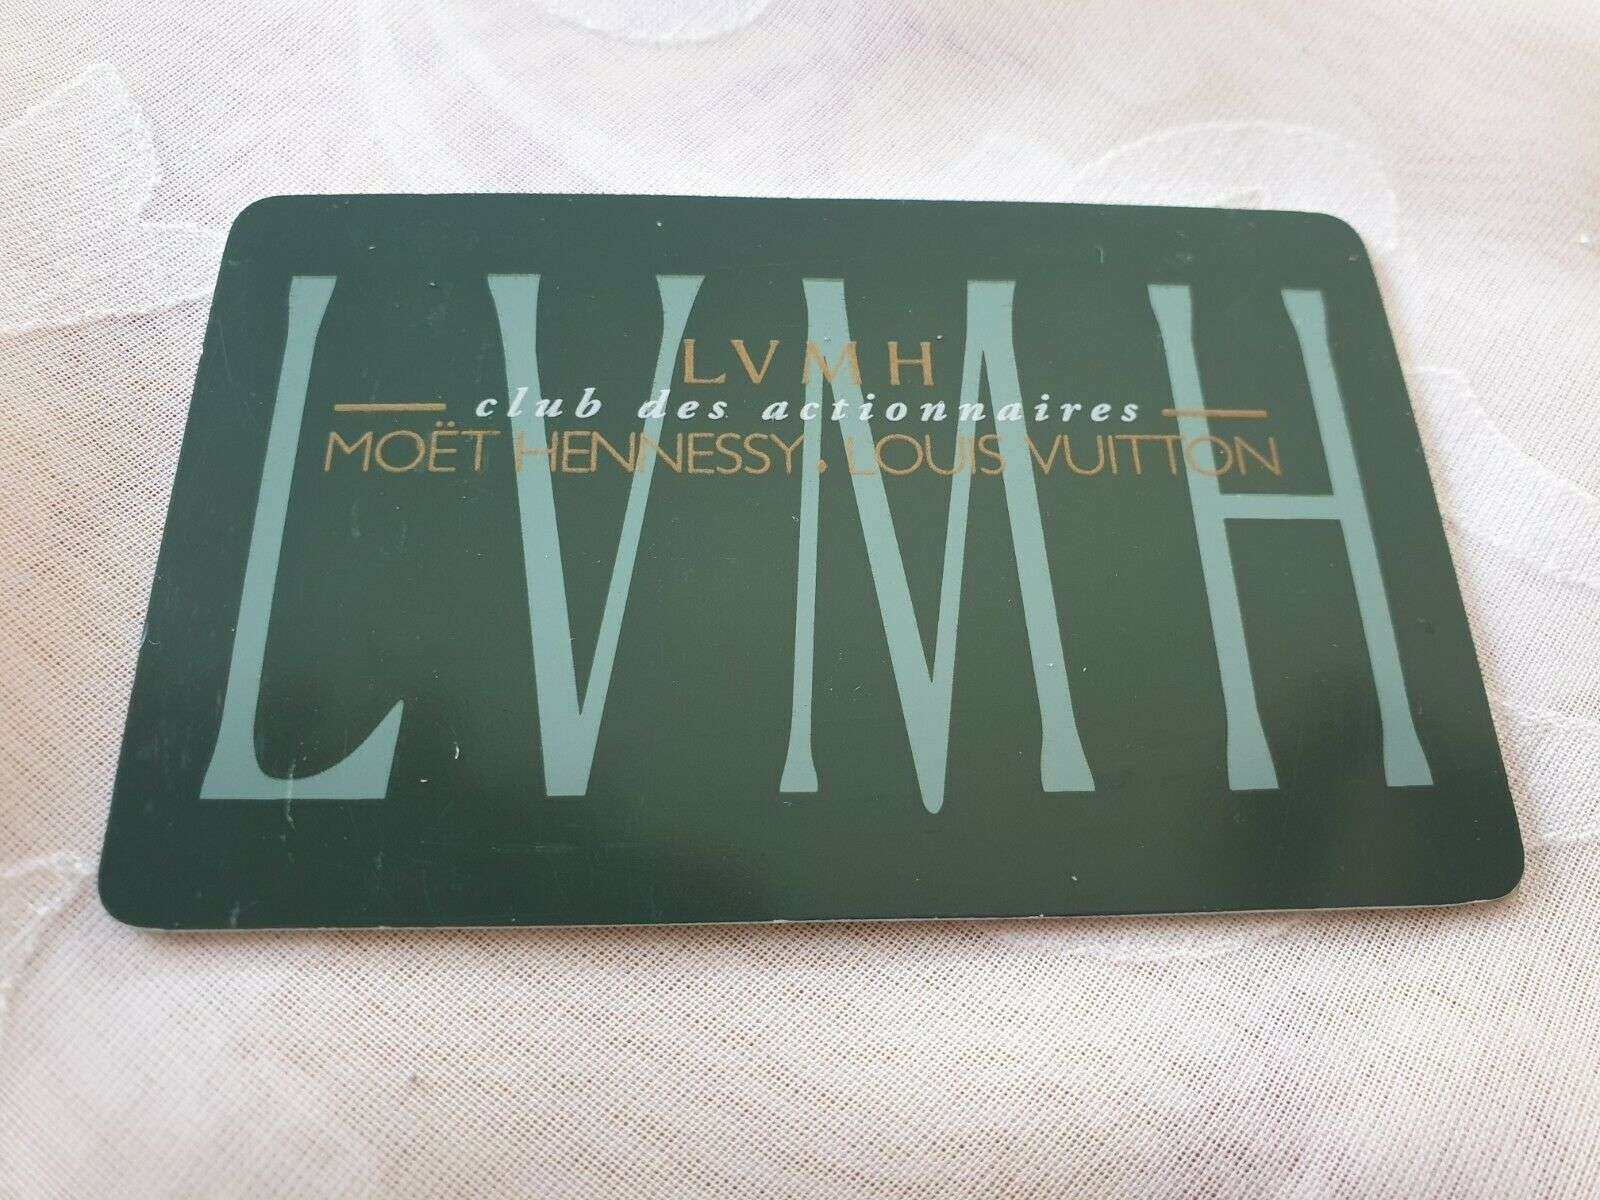 LVMH
LVMH
club des actionnaires
MOËT HENNESSY. LOUIS VUITTON